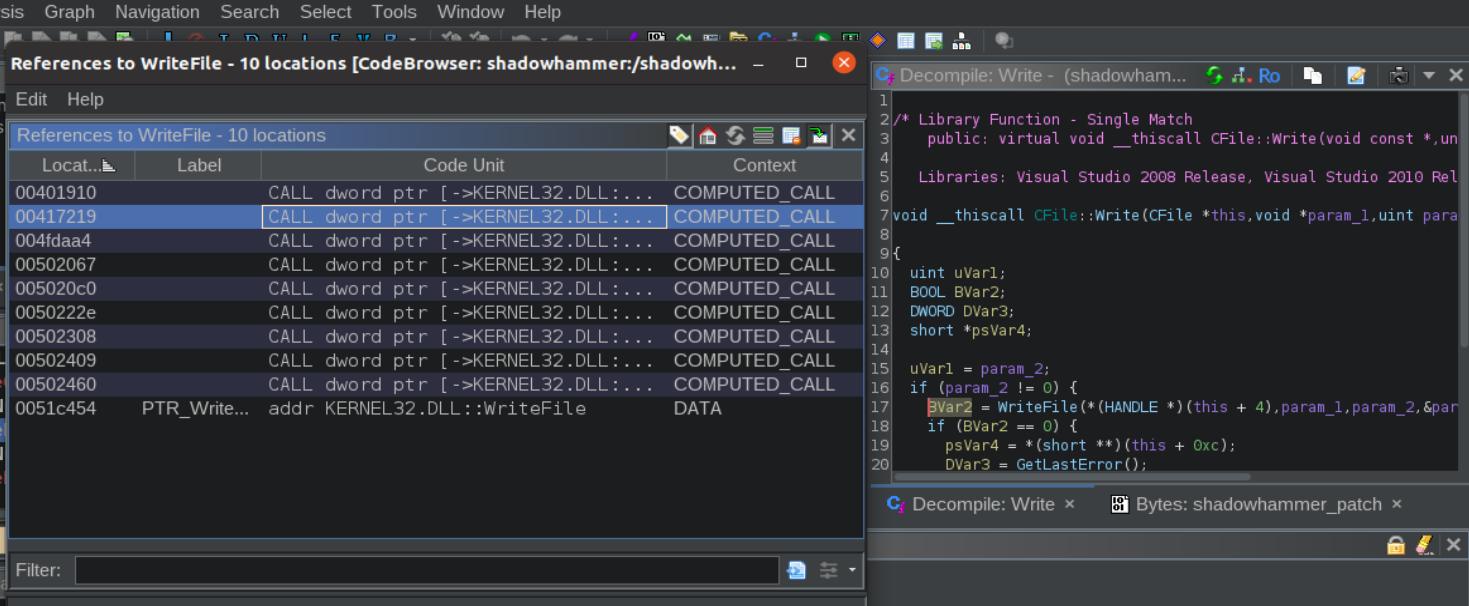 sis Graph Navigation Search Select Tools Window Help
References to WriteFile - 10 locations [CodeBrowser: shadowhammer:/shadowh...
Edit Help
References to WriteFile - 10 locations
Locat... Label Code Unit Context
00401910 CALL dword ptr [->KERNEL32.DLL:... COMPUTED_CALL
00417219 CALL dword ptr [->KERNEL32.DLL:... COMPUTED_CALL
004fdaa4 CALL dword ptr [->KERNEL32.DLL:... COMPUTED_CALL
00502067 CALL dword ptr [->KERNEL32.DLL:... COMPUTED_CALL
005020c0 CALL dword ptr [->KERNEL32.DLL:... COMPUTED_CALL
0050222e CALL dword ptr [->KERNEL32.DLL:... COMPUTED_CALL
00502308 CALL dword ptr [->KERNEL32.DLL:... COMPUTED_CALL
00502409 CALL dword ptr [->KERNEL32.DLL:... COMPUTED_CALL
00502460 CALL dword ptr [->KERNEL32.DLL:... COMPUTED_CALL
0051c454 PTR_Write... addr KERNEL32.DLL::WriteFile DATA
Filter:
Decompile: Write - (shadowham... Ro
1
2 /* Library Function - Single Match
3 public: virtual void __thiscall CFile::Write(void const *,un
4
5 Libraries: Visual Studio 2008 Release, Visual Studio 2010 Rel
6
7 void __thiscall CFile::Write(CFile *this,void *param_1,uint para
8
9 {
10 uint uVar1;
11 BOOL BVar2;
12 DWORD DVar3;
13 short *psVar4;
14
15 uVar1 = param_2;
16 if (param_2 != 0) {
17 BVar2 = WriteFile(*(HANDLE *)(this + 4),param_1,param_2,&par
18 if (BVar2 == 0) {
19 psVar4 = *(short **)(this + 0xc);
20 DVar3 = GetLastError();
Decompile: Write × Bytes: shadowhammer_patch ×